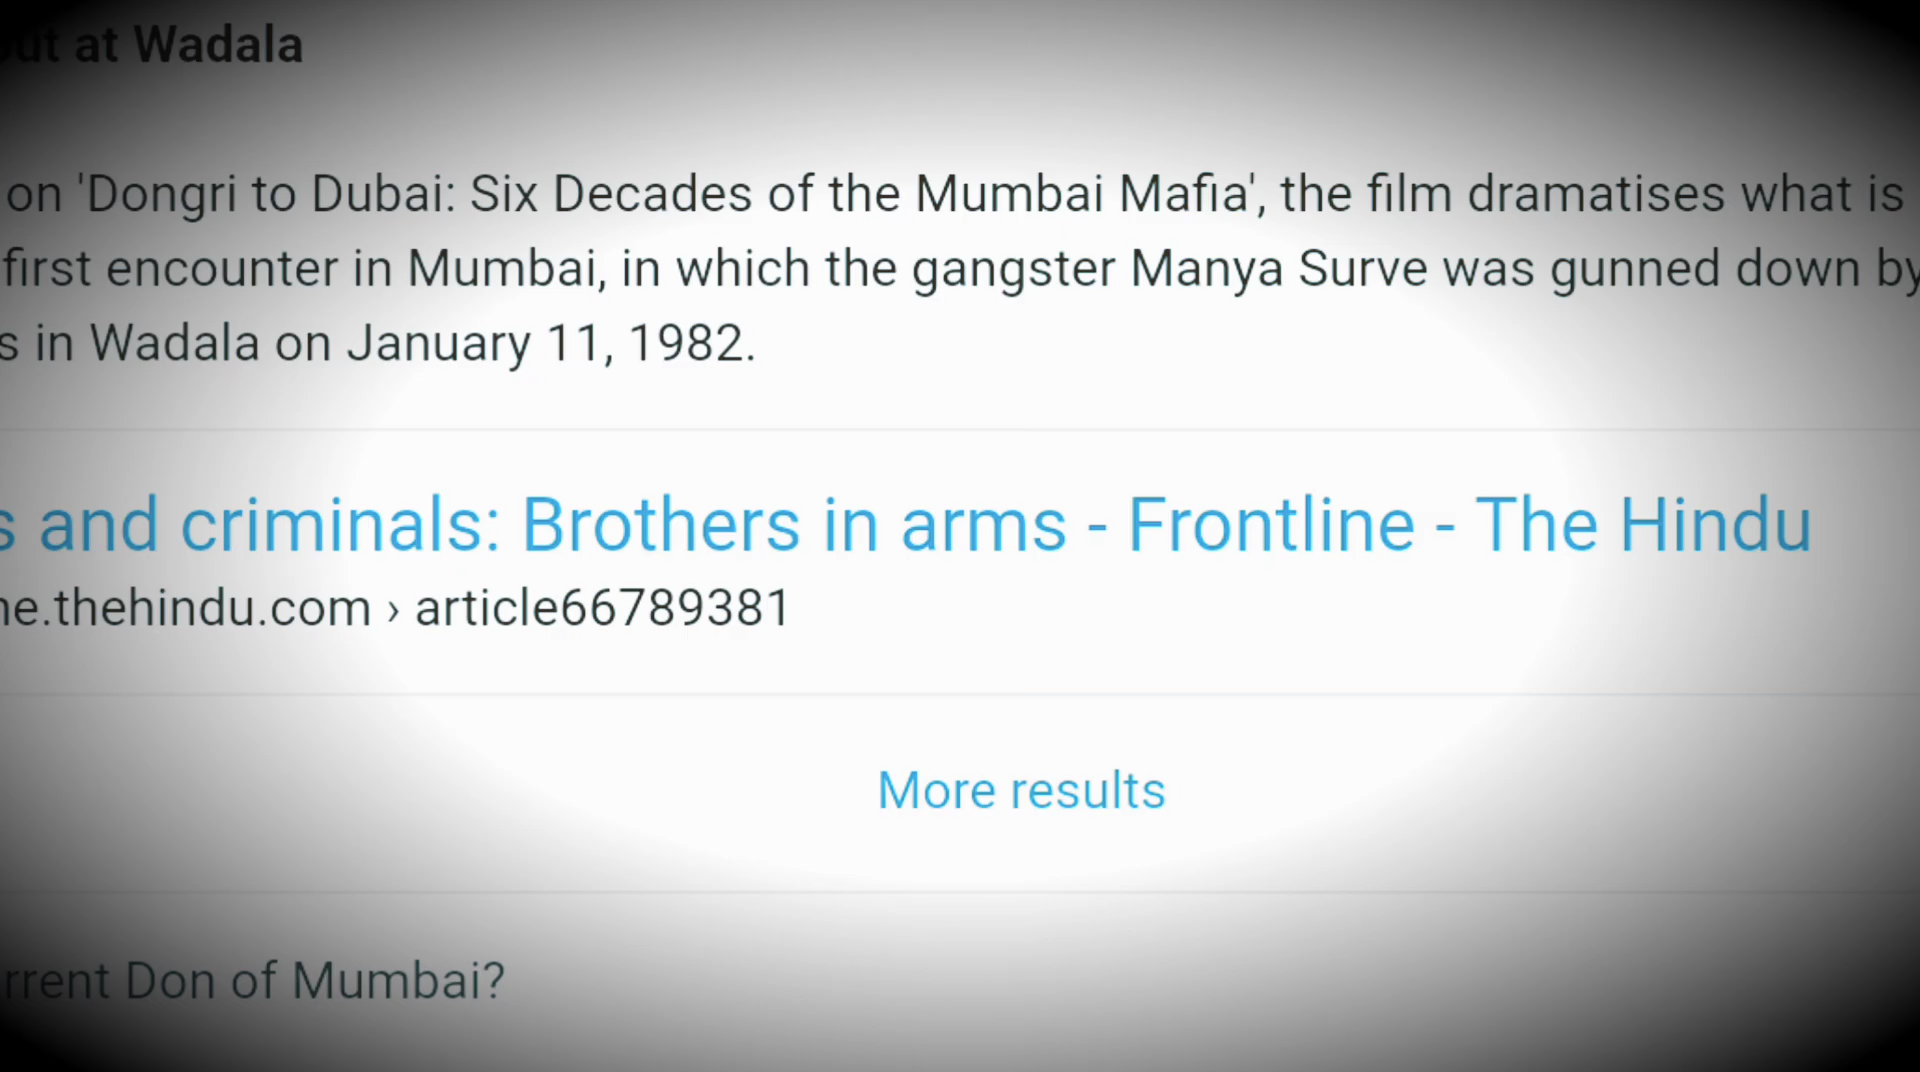 at Wadala
on 'Dongri to Dubai: Six Decades of the Mumbai Mafia', the film dramatises what is
first encounter in Mumbai, in which the gangster Manya Surve was gunned down by
in Wadala on January 11, 1982.
and criminals: Brothers in arms - Frontline - The Hindu
.thehindu.com › article66789381
More results
Don of Mumbai?